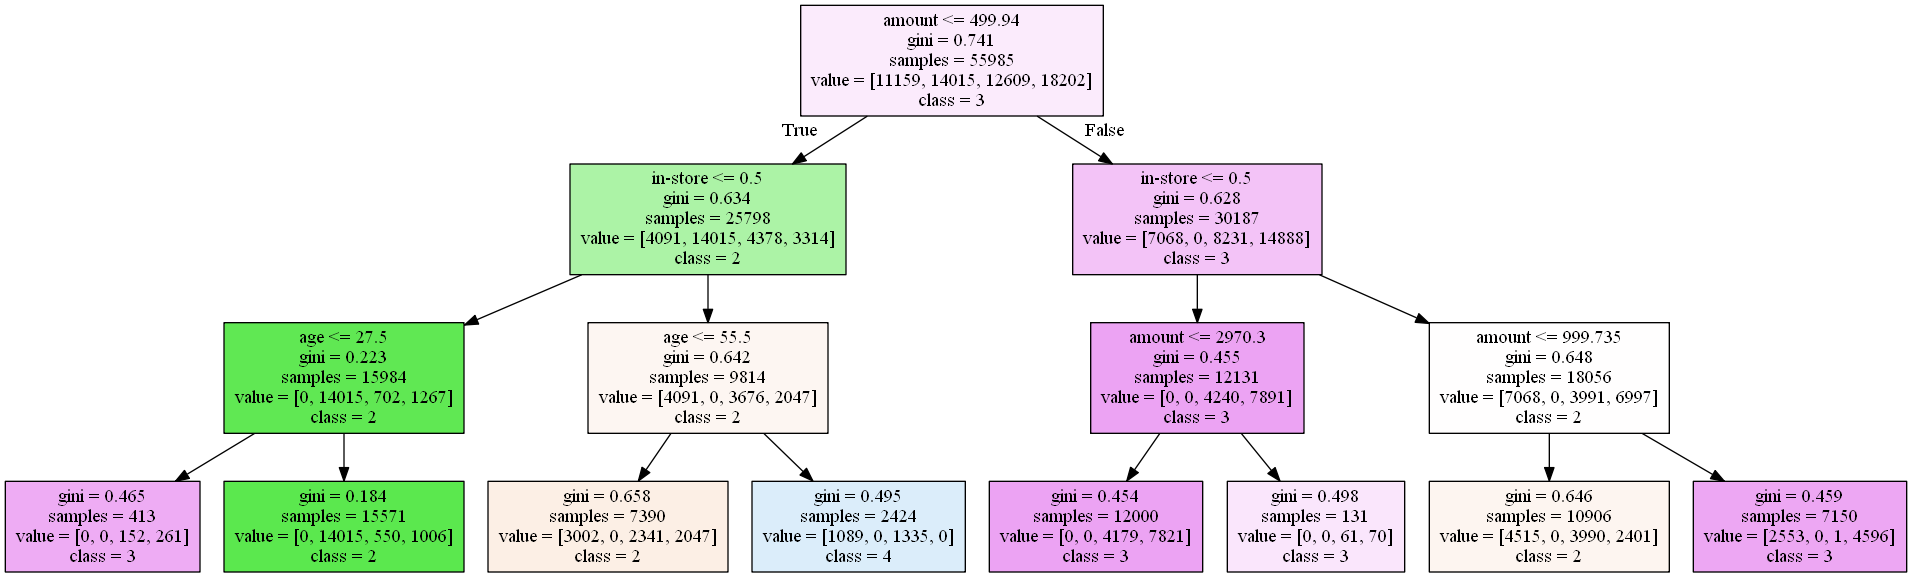 amount <= 499.94
gini = 0.741
samples = 55985
value = [11159, 14015, 12609, 18202]
class = 3
True
False
in-store <= 0.5
gini = 0.634
samples = 25798
value = [4091, 14015, 4378, 3314]
class = 2
in-store <= 0.5
gini = 0.628
samples = 30187
value = [7068, 0, 8231, 14888]
class = 3
age <= 27.5
gini = 0.223
samples = 15984
value = [0, 14015, 702, 1267]
class = 2
age <= 55.5
gini = 0.642
samples = 9814
value = [4091, 0, 3676, 2047]
class = 2
amount <= 2970.3
gini = 0.455
samples = 12131
value = [0, 0, 4240, 7891]
class = 3
amount <= 999.735
gini = 0.648
samples = 18056
value = [7068, 0, 3991, 6997]
class = 2
gini = 0.465
samples = 413
value = [0, 0, 152, 261]
class = 3
gini = 0.184
samples = 15571
value = [0, 14015, 550, 1006]
class = 2
gini = 0.658
samples = 7390
value = [3002, 0, 2341, 2047]
class = 2
gini = 0.495
samples = 2424
value = [1089, 0, 1335, 0]
class = 4
gini = 0.454
samples = 12000
value = [0, 0, 4179, 7821]
class = 3
gini = 0.498
samples = 131
value = [0, 0, 61, 70]
class = 3
gini = 0.646
samples = 10906
value = [4515, 0, 3990, 2401]
class = 2
gini = 0.459
samples = 7150
value = [2553, 0, 1, 4596]
class = 3